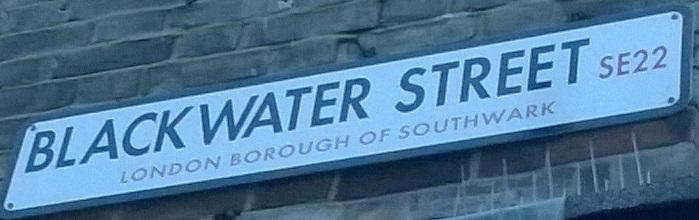 BLACKWATER STREET SE22
LONDON BOROUGH OF SOUTHWARK